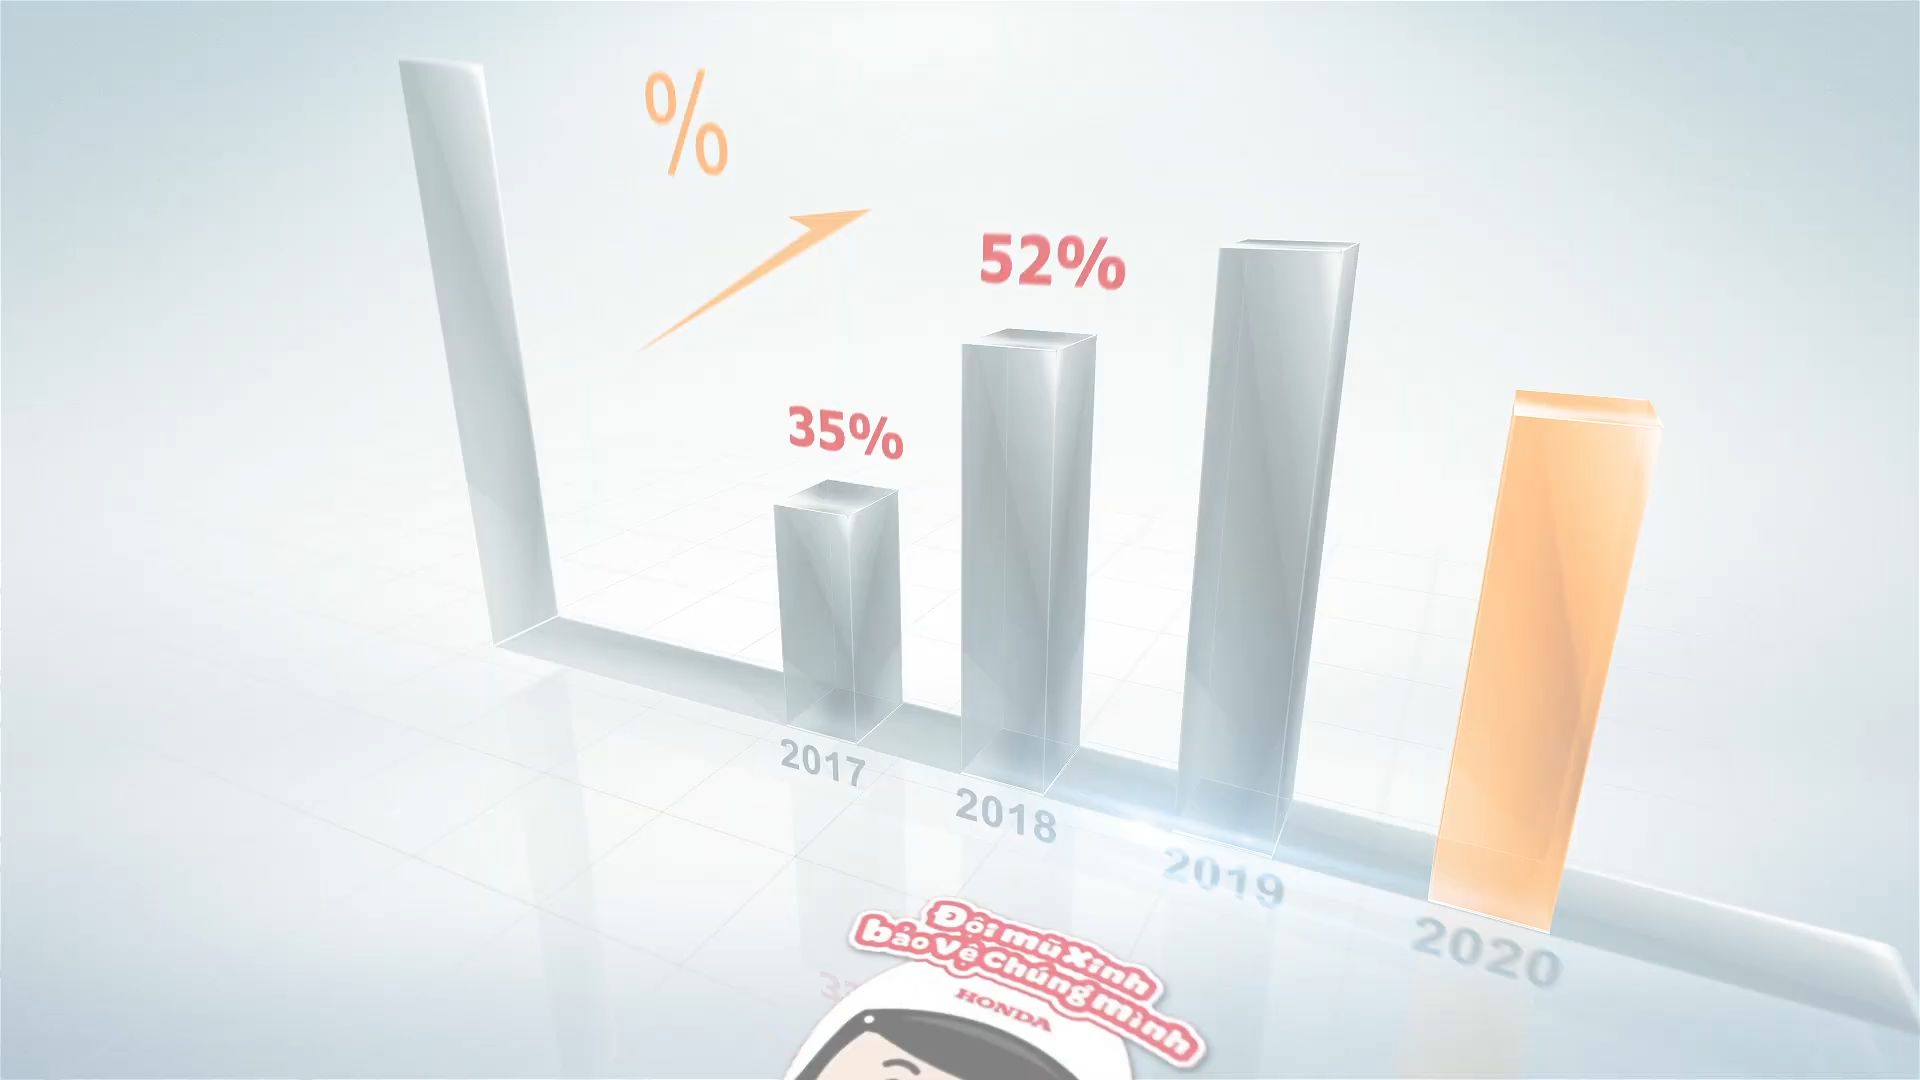 %
52%
35%
2017
2018
2019
2020
Đội mũ Xinh
bảo Vệ chúng mình
HONDA